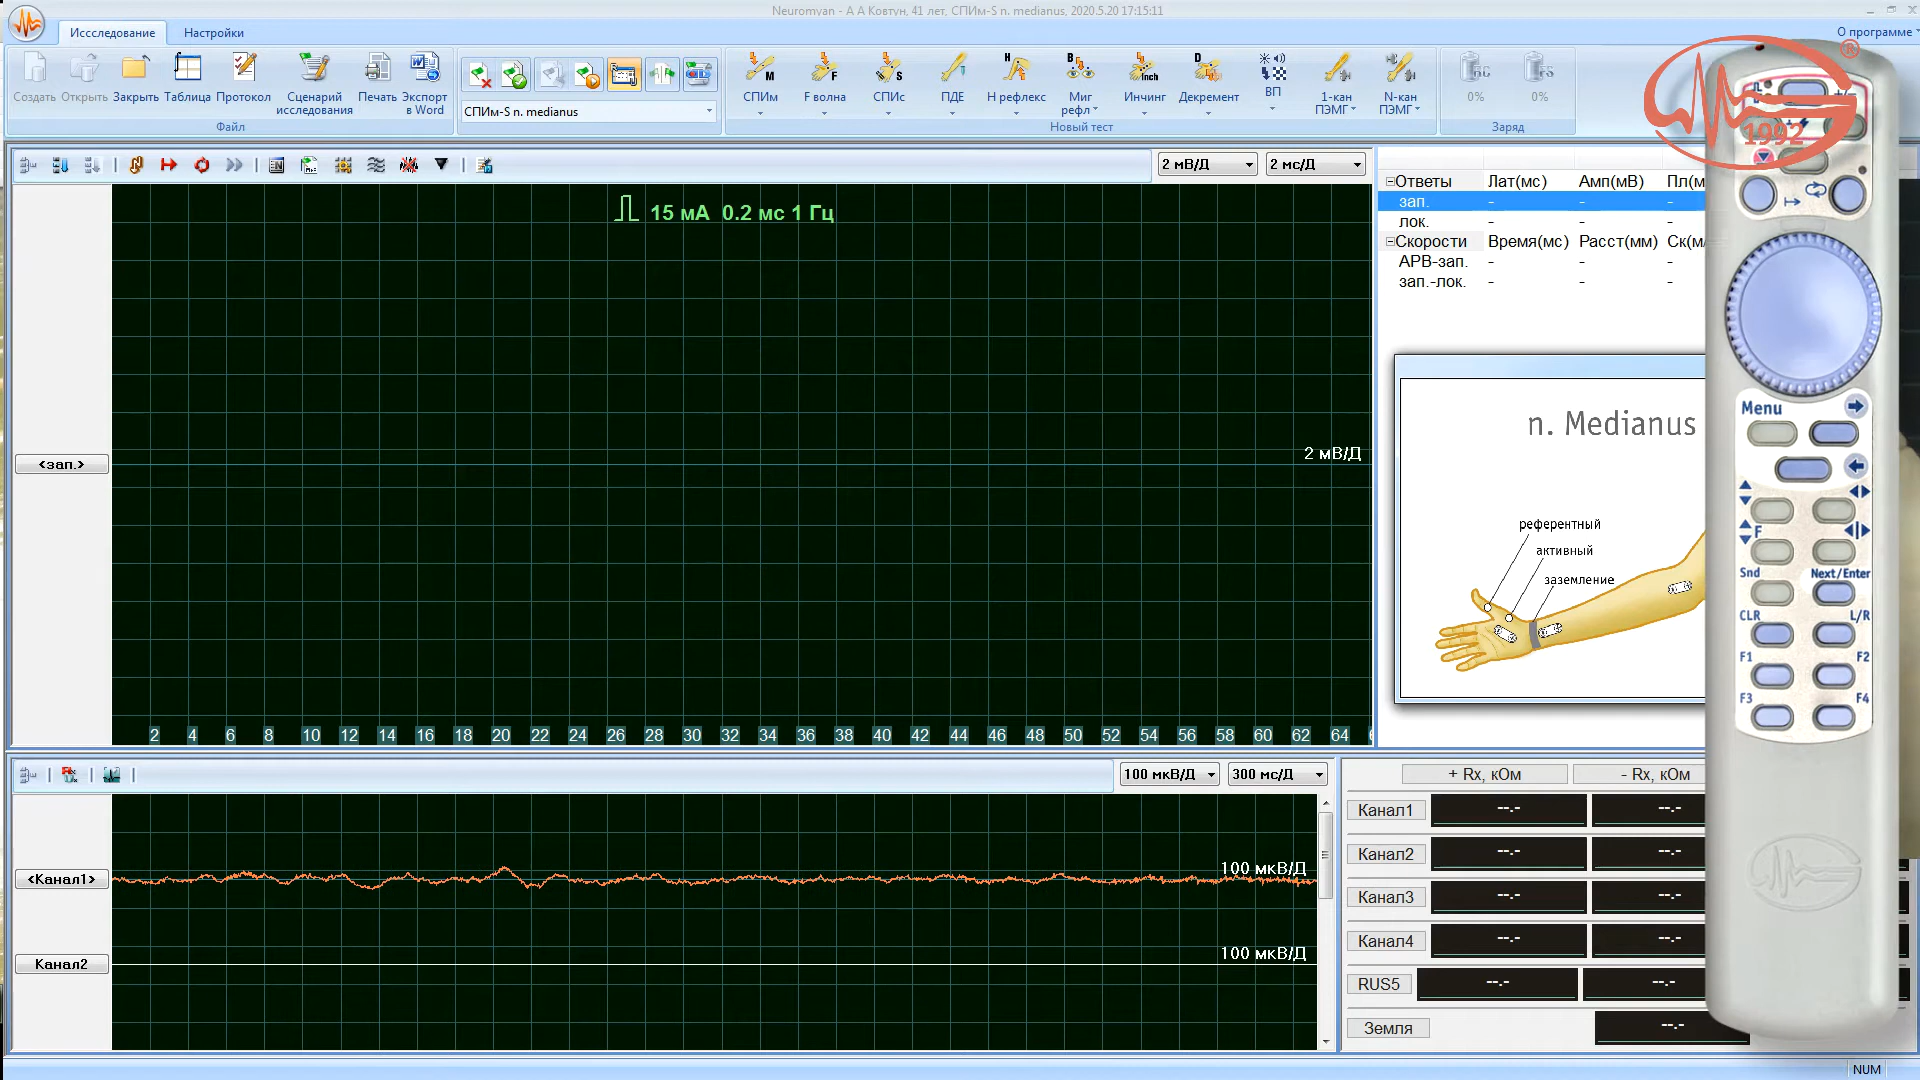 Neuromyan - А А Ковтун, 41 лет, СПИм-S n. medianus, 2020.5.20 17:15:11
Иссследование
Настройки
О программе
Создать
Открыть
Закрыть
Таблица
Протокол
Сценарий исследования
Печать
Экспорт в Word
Файл
СПИм-S n. medianus
M
СПИм
F
F волна
S
СПИс
ПДЕ
H
Н рефлекс
B
Миг рефл
Inch
Инчинг
D
Декремент
ВП
1-кан ПЭМГ
N-кан ПЭМГ
Новый тест
0%
0%
Заряд
®
1992
2 мВ/Д
2 мс/Д
15 мА 0.2 мс 1 Гц
<зап.>
2 мВ/Д
2 4 6 8 10 12 14 16 18 20 22 24 26 28 30 32 34 36 38 40 42 44 46 48 50 52 54 56 58 60 62 64
Ответы Лат(мс) Амп(мВ) Пл(м
зап. - - -
лок. - - -
Скорости Время(мс) Расст(мм) Ск(м/
АРВ-зап. - - -
зап.-лок. - - -
n. Medianus
референтный
активный
заземление
Menu
F
Snd
Next/Enter
CLR
L/R
F1
F2
F3
F4
100 мкВ/Д
300 мс/Д
<Канал1>
100 мкВ/Д
Канал2
100 мкВ/Д
+ Rx, кОм
- Rx, кОм
Канал1 --.- --.-
Канал2 --.- --.-
Канал3 --.- --.-
Канал4 --.- --.-
RUS5 --.- --.-
Земля --.-
NUM